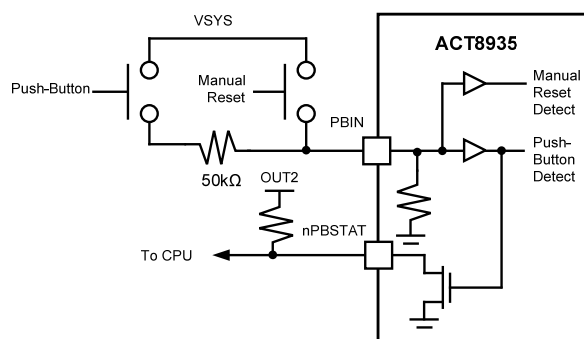 VSYS
ACT8935
Push-Button
Manual
Reset
PBIN
Manual
Reset
Detect
Push-
Button
Detect
50kΩ
OUT2
nPBSTAT
To CPU